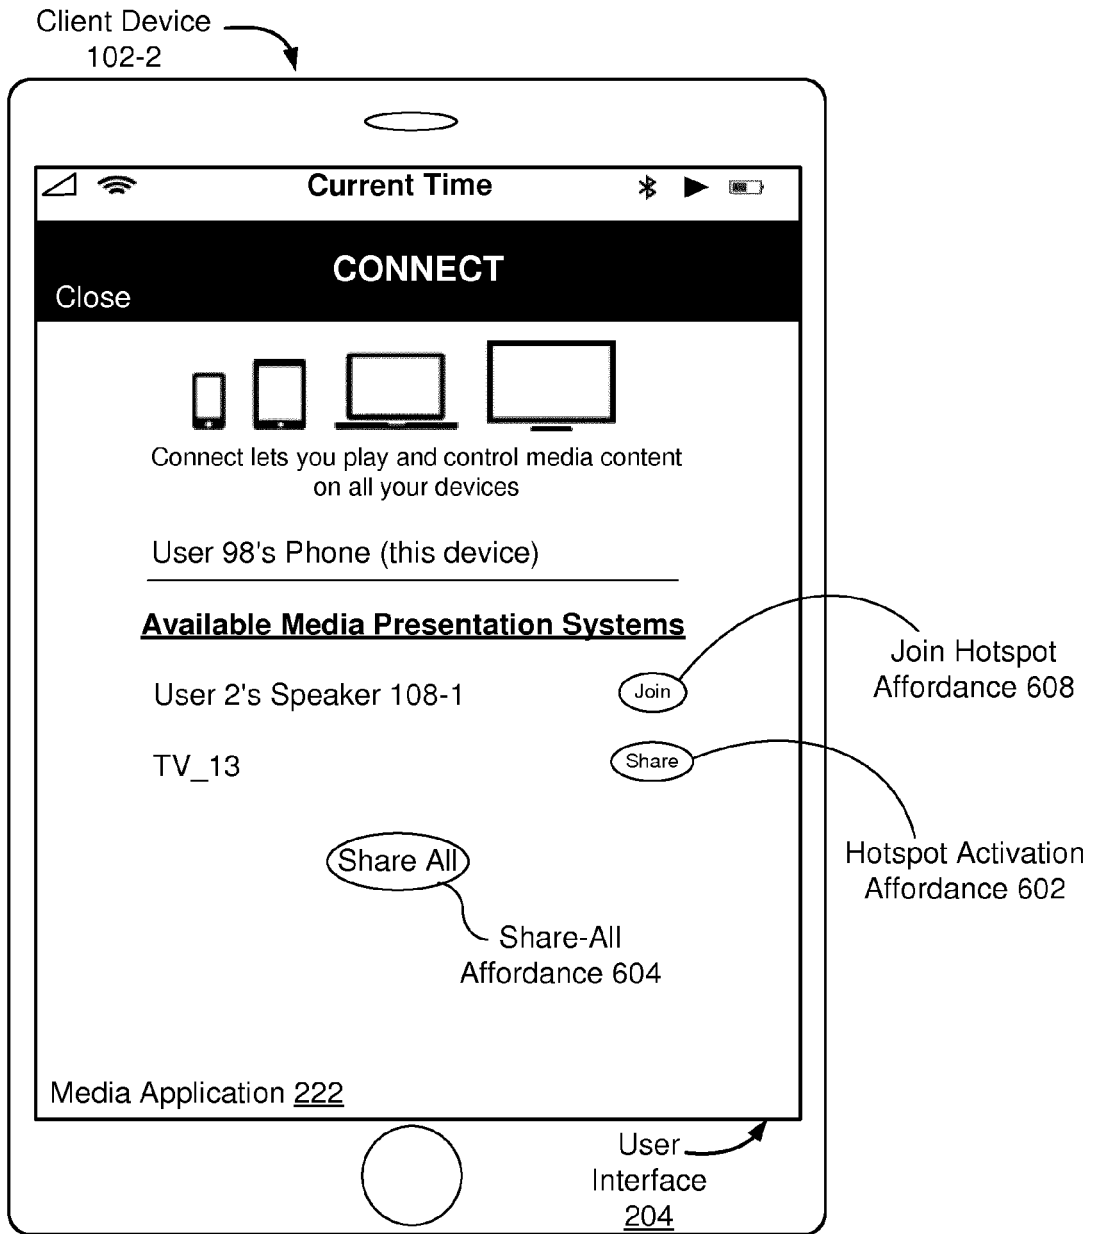 Client Device
102-2
Current Time
CONNECT
Close
Connect lets you play and control media content
on all your devices
User 98's Phone (this device)
Available Media Presentation Systems
User 2's Speaker 108-1
Join
Join Hotspot
Affordance 608
TV_13
Share
Hotspot Activation
Affordance 602
Share All
Share-All
Affordance 604
Media Application 222
User
Interface
204